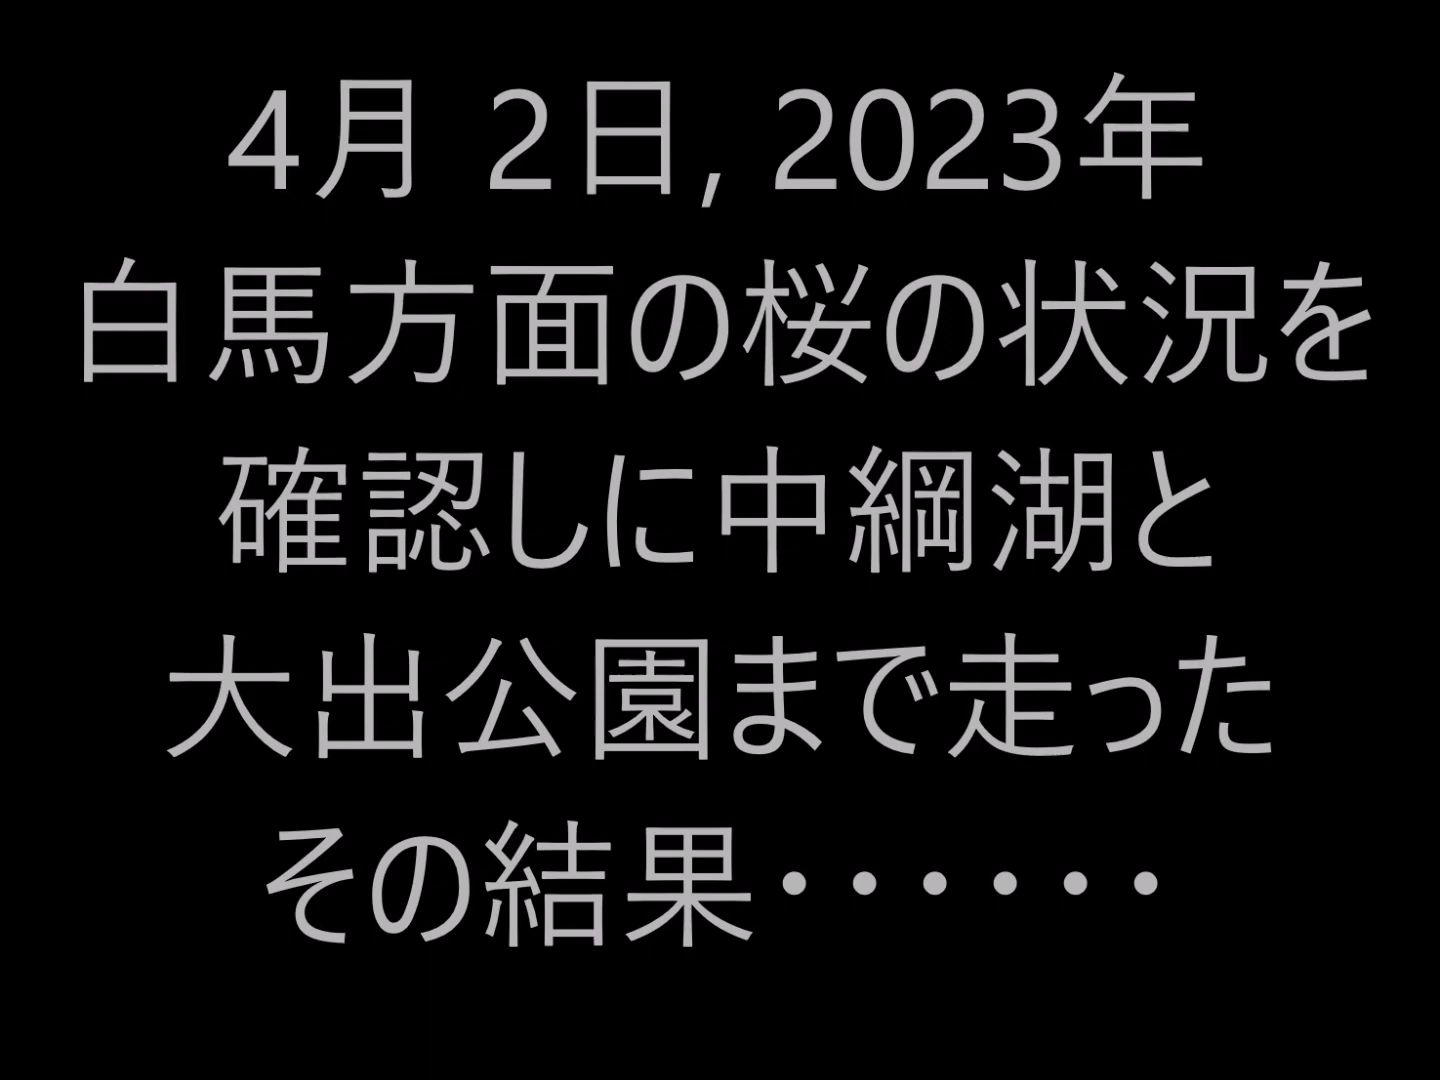 4月 2日, 2023年
白馬方面の桜の状況を
確認しに中綱湖と
大出公園まで走った
その結果・・・・・・